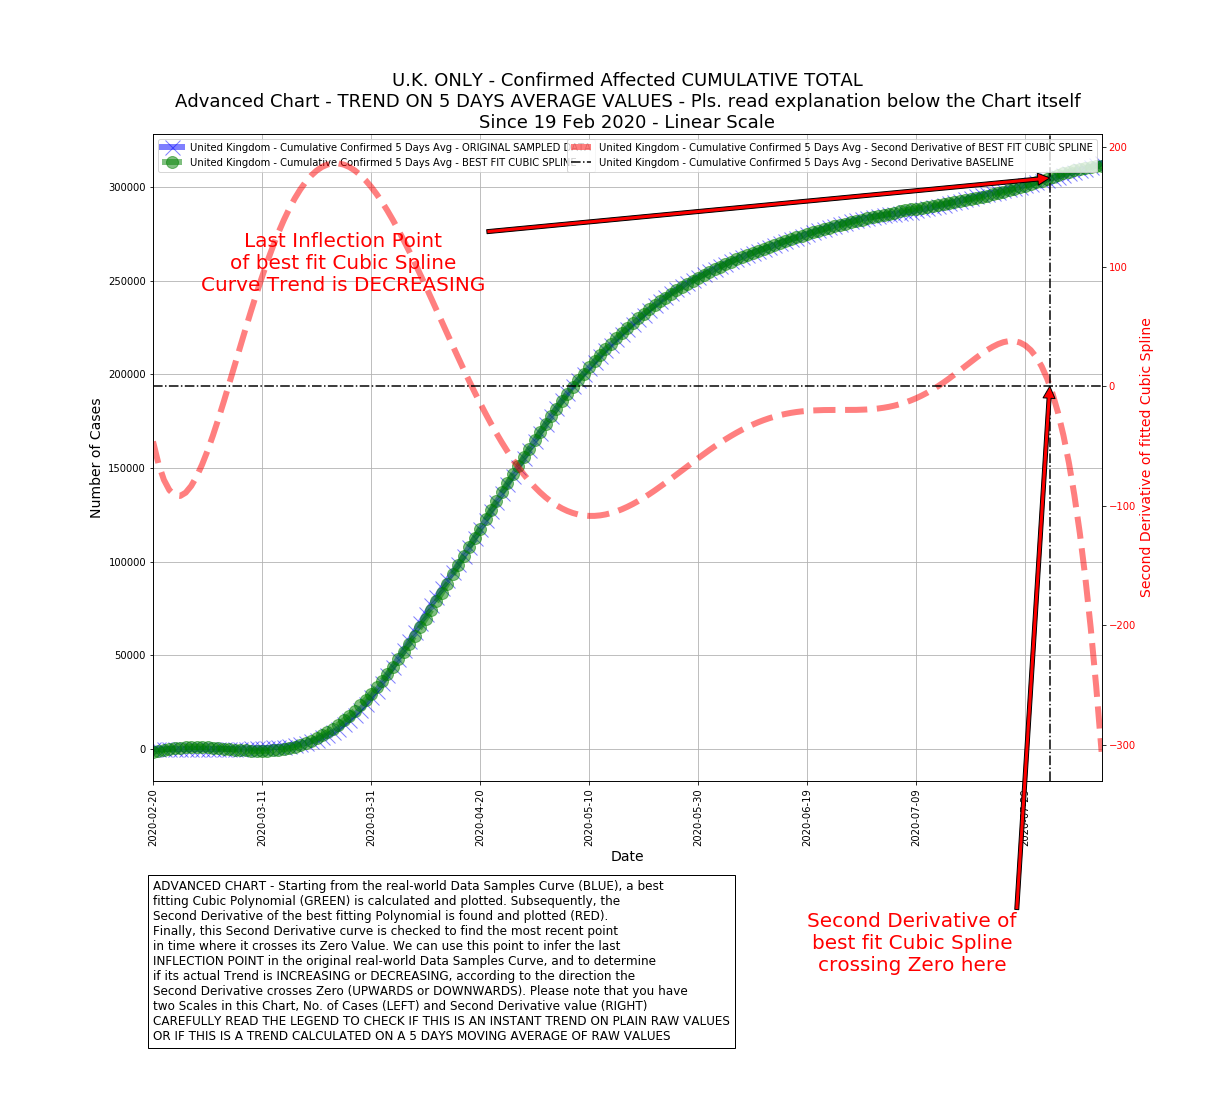 U.K. ONLY - Confirmed Affected CUMULATIVE TOTAL
Advanced Chart - TREND ON 5 DAYS AVERAGE VALUES - Pls. read explanation below the Chart itself
Since 19 Feb 2020 - Linear Scale
United Kingdom - Cumulative Confirmed 5 Days Avg - ORIGINAL SAMPLED DATA
United Kingdom - Cumulative Confirmed 5 Days Avg - BEST FIT CUBIC SPLINE
United Kingdom - Cumulative Confirmed 5 Days Avg - Second Derivative of BEST FIT CUBIC SPLINE
United Kingdom - Cumulative Confirmed 5 Days Avg - Second Derivative BASELINE
Last Inflection Point
of best fit Cubic Spline
Curve Trend is DECREASING
Number of Cases
300000
250000
200000
150000
100000
50000
0
200
100
0
−100
−200
−300
Second Derivative of fitted Cubic Spline
2020-02-20
2020-03-11
2020-03-31
2020-04-20
2020-05-10
2020-05-30
2020-06-19
2020-07-09
2020-07-29
Date
ADVANCED CHART - Starting from the real-world Data Samples Curve (BLUE), a best
fitting Cubic Polynomial (GREEN) is calculated and plotted. Subsequently, the
Second Derivative of the best fitting Polynomial is found and plotted (RED).
Finally, this Second Derivative curve is checked to find the most recent point
in time where it crosses its Zero Value. We can use this point to infer the last
INFLECTION POINT in the original real-world Data Samples Curve, and to determine
if its actual Trend is INCREASING or DECREASING, according to the direction the
Second Derivative crosses Zero (UPWARDS or DOWNWARDS). Please note that you have
two Scales in this Chart, No. of Cases (LEFT) and Second Derivative value (RIGHT)
CAREFULLY READ THE LEGEND TO CHECK IF THIS IS AN INSTANT TREND ON PLAIN RAW VALUES
OR IF THIS IS A TREND CALCULATED ON A 5 DAYS MOVING AVERAGE OF RAW VALUES
Second Derivative of
best fit Cubic Spline
crossing Zero here